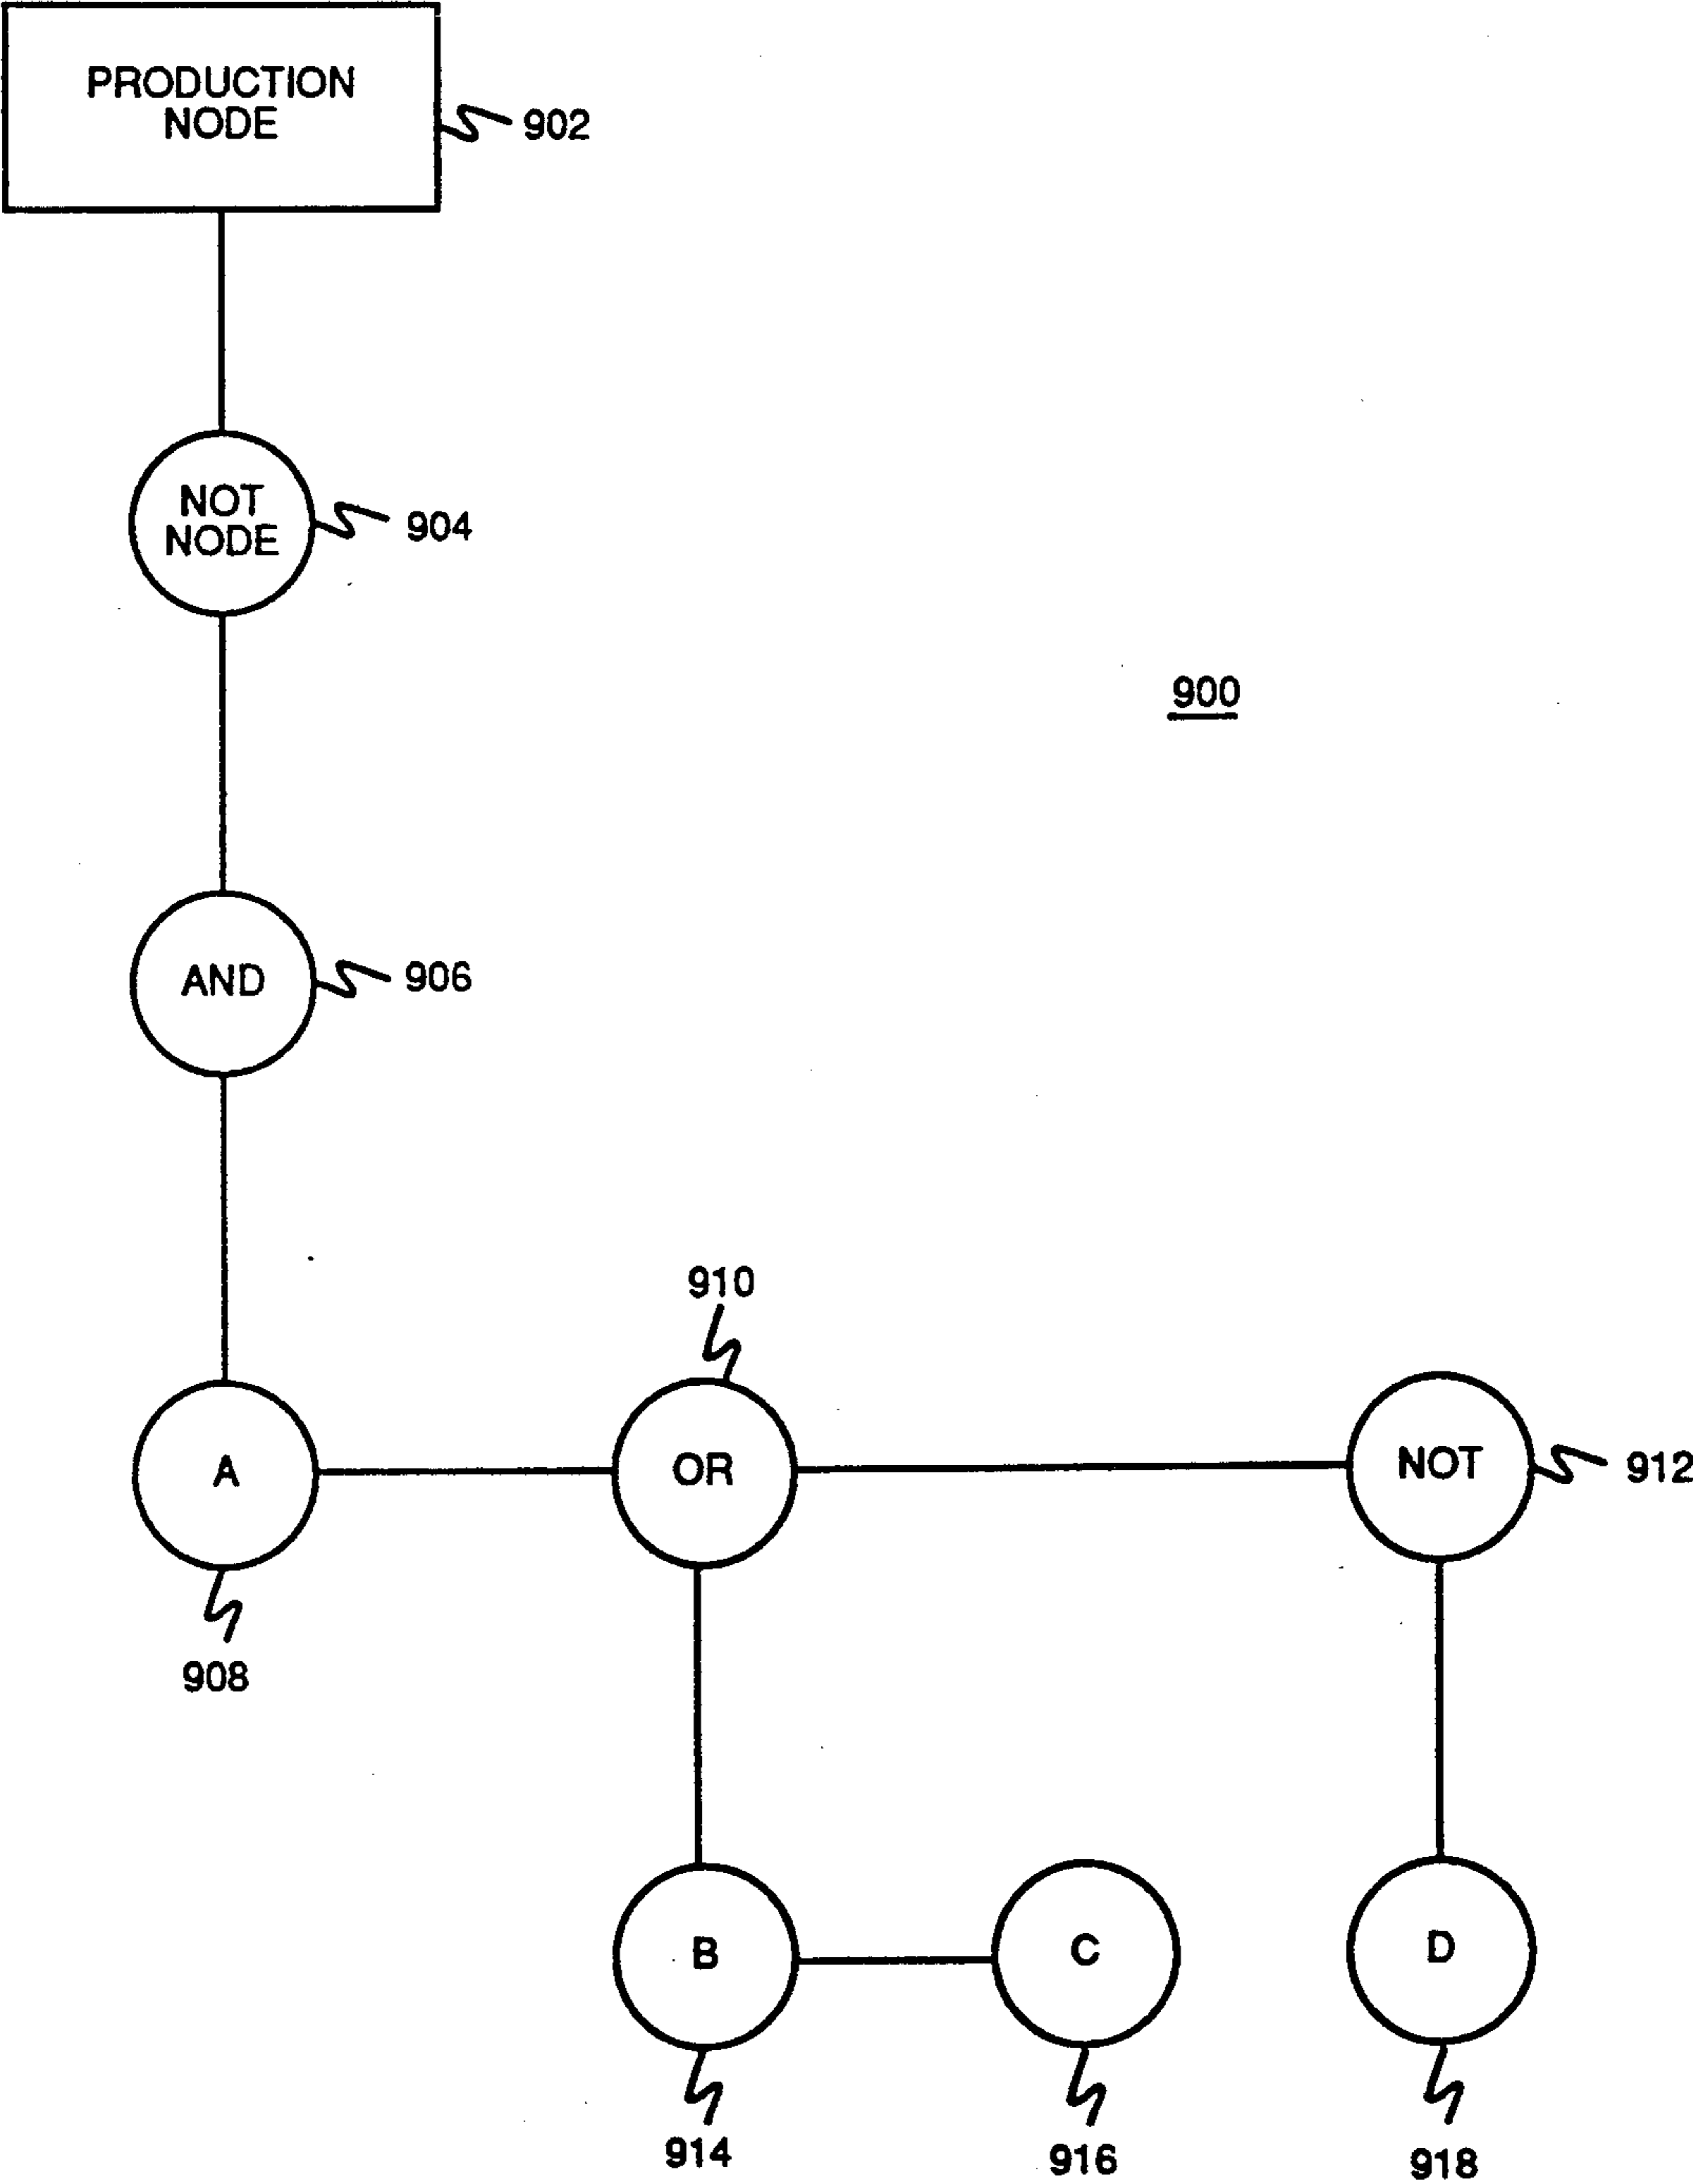 PRODUCTION
NODE
902
NOT
NODE
904
900
AND
906
910
A
OR
NOT
912
908
B
C
D
914
916
918